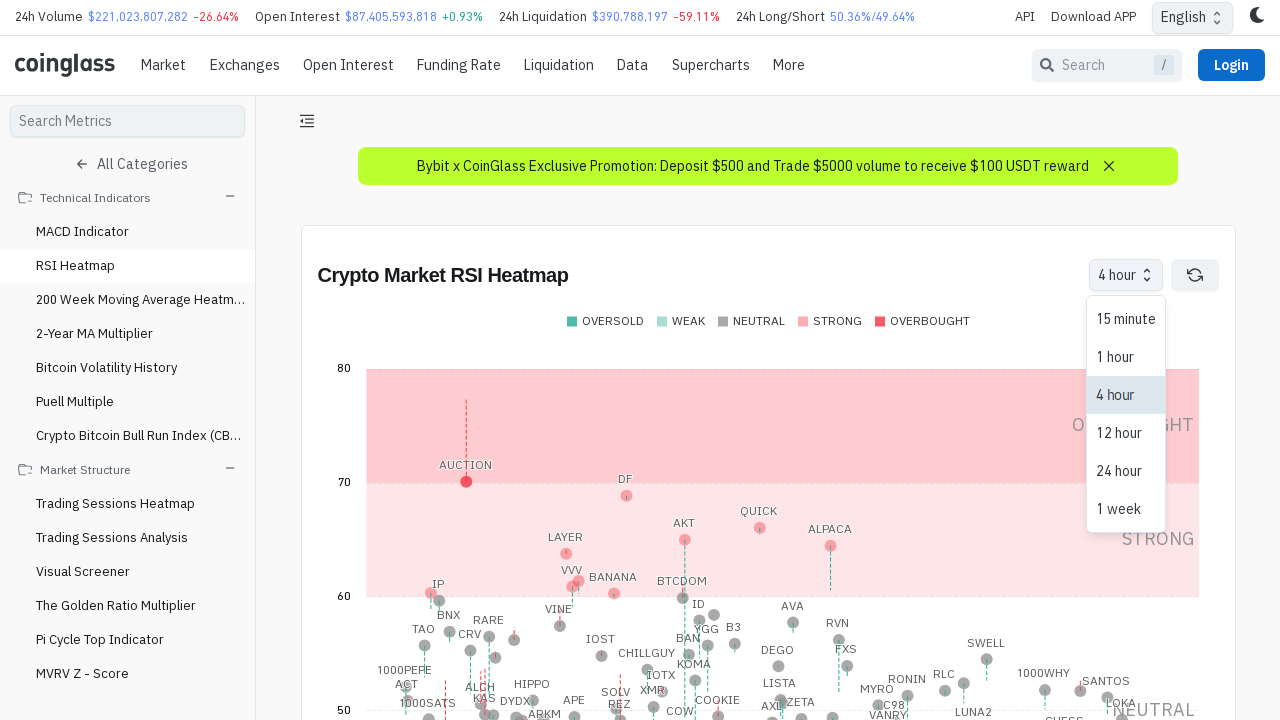 24h Volume $221,023,807,282 -26.64% Open Interest $87,405,593,818 +0.93% 24h Liquidation $390,788,197 -59.11% 24h Long/Short 50.36%/49.64% API Download APP English
coinglass Market Exchanges Open Interest Funding Rate Liquidation Data Supercharts More Search / Login
Search Metrics
All Categories
Technical Indicators
MACD Indicator
RSI Heatmap
200 Week Moving Average Heatm...
2-Year MA Multiplier
Bitcoin Volatility History
Puell Multiple
Crypto Bitcoin Bull Run Index (CB...
Market Structure
Trading Sessions Heatmap
Trading Sessions Analysis
Visual Screener
The Golden Ratio Multiplier
Pi Cycle Top Indicator
MVRV Z - Score
Bybit x CoinGlass Exclusive Promotion: Deposit $500 and Trade $5000 volume to receive $100 USDT reward
Crypto Market RSI Heatmap
4 hour
15 minute
1 hour
4 hour
12 hour
24 hour
1 week
OVERSOLD WEAK NEUTRAL STRONG OVERBOUGHT
80
70
60
50
STRONG
NEUTRAL
AUCTION
DF
QUICK
AKT
ALPACA
LAYER
VVV
BANANA
BTCDOM
IP
ID
AVA
VINE
BNX
RARE
TAO
CRV
YGG
B3
RVN
IOST
BAN
SWELL
CHILLGUY
DEGO
FXS
KOMA
1000PEPE
IOTX
1000WHY
RLC
RONIN
SANTOS
ACT
ALCH
HIPPO
LISTA
MYRO
XMR
SOLV
KAS
DYDX
APE
REZ
COOKIE
ZETA
1000SATS
AXL
C98
COW
ARKM
LUNA2
VANRY